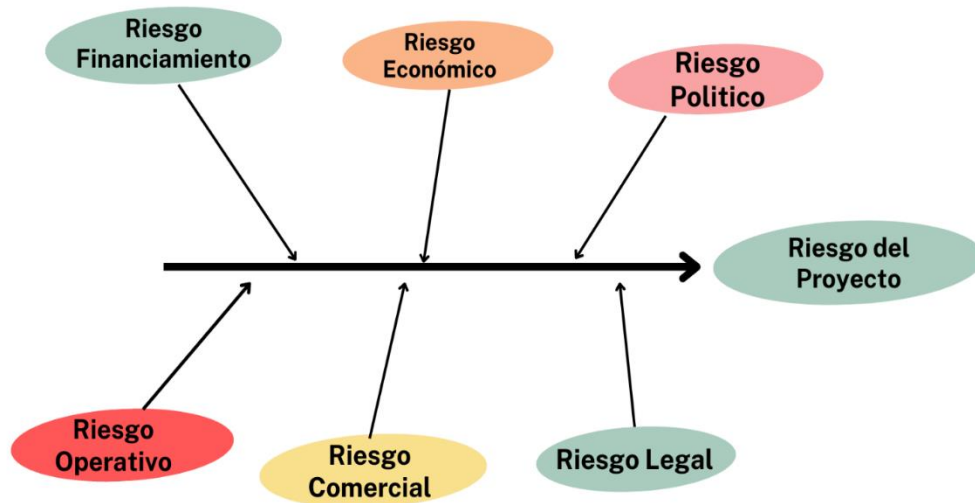 Riesgo
Financiamiento
Riesgo
Económico
Riesgo
Politico
Riesgo del
Proyecto
Riesgo
Operativo
Riesgo
Comercial
Riesgo Legal